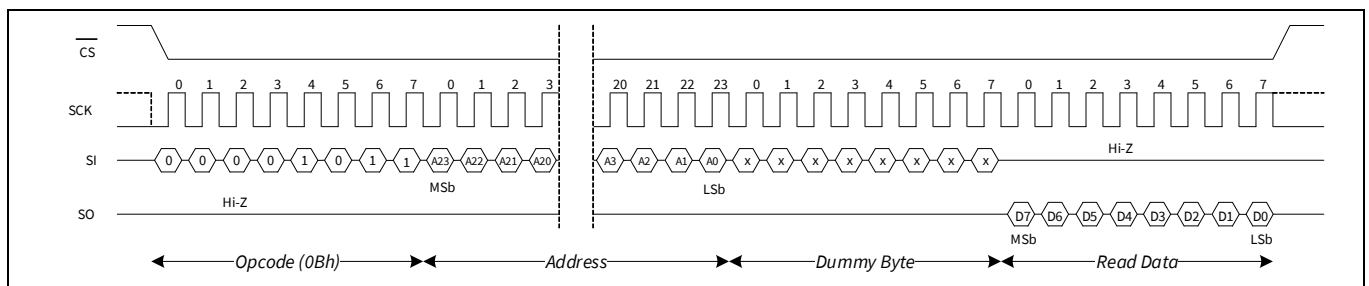 CS
0 1 2 3 4 5 6 7 0 1 2 3 20 21 22 23 0 1 2 3 4 5 6 7 0 1 2 3 4 5 6 7
SCK
Hi-Z
SI 0 0 0 0 1 0 1 1 A23 A22 A21 A20 A3 A2 A1 A0 x x x x x x x x
MSb LSb
Hi-Z
SO D7 D6 D5 D4 D3 D2 D1 D0
MSb LSb
Opcode (0Bh) Address Dummy Byte Read Data